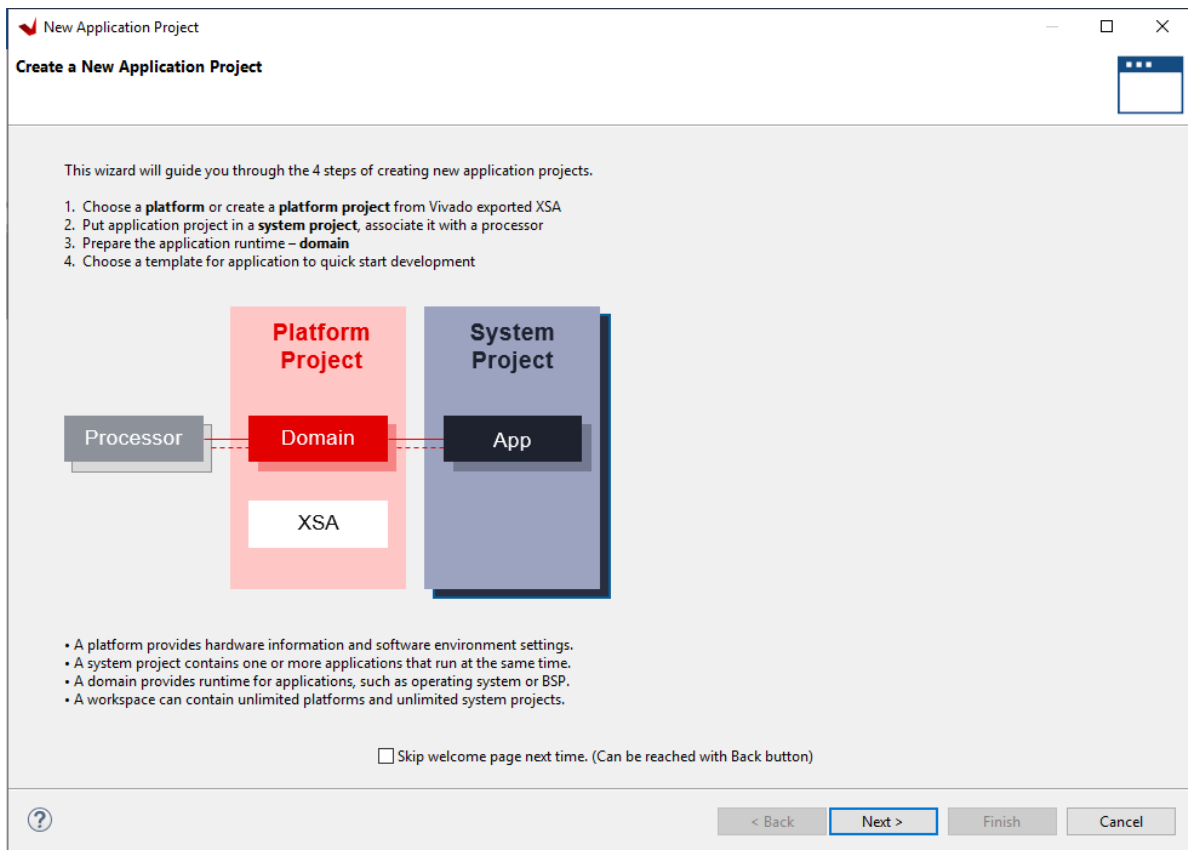 New Application Project
Create a New Application Project
This wizard will guide you through the 4 steps of creating new application projects.
1. Choose a platform or create a platform project from Vivado exported XSA
2. Put application project in a system project, associate it with a processor
3. Prepare the application runtime – domain
4. Choose a template for application to quick start development
Platform
Project
System
Project
Processor
Domain
App
XSA
• A platform provides hardware information and software environment settings.
• A system project contains one or more applications that run at the same time.
• A domain provides runtime for applications, such as operating system or BSP.
• A workspace can contain unlimited platforms and unlimited system projects.
Skip welcome page next time. (Can be reached with Back button)
?
< Back
Next >
Finish
Cancel